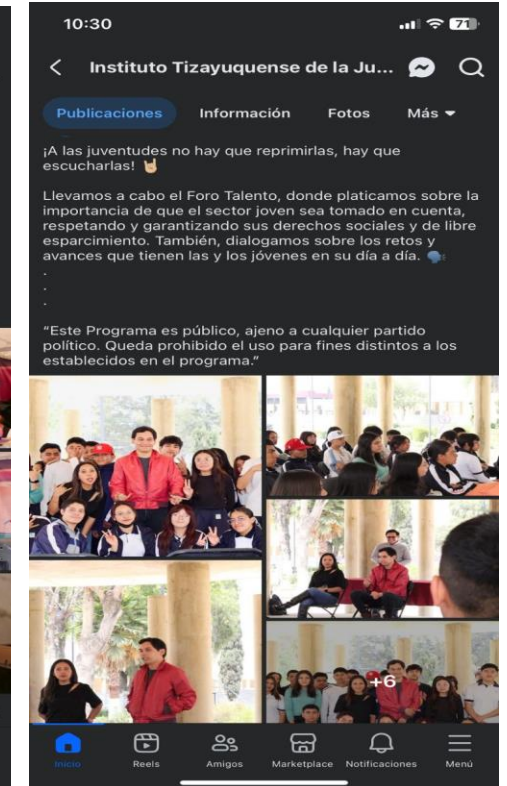 10:30
71
Instituto Tizayuquense de la Ju...
Publicaciones Información Fotos Más
¡A las juventudes no hay que reprimirlas, hay que
escucharlas! 🤘🏼
Llevamos a cabo el Foro Talento, donde platicamos sobre la
importancia de que el sector joven sea tomado en cuenta,
respetando y garantizando sus derechos sociales y de libre
esparcimiento. También, dialogamos sobre los retos y
avances que tienen las y los jóvenes en su día a día. 🗣️
.
.
.
“Este Programa es público, ajeno a cualquier partido
político. Queda prohibido el uso para fines distintos a los
establecidos en el programa.”
+6
Inicio Reels Amigos Marketplace Notificaciones Menú